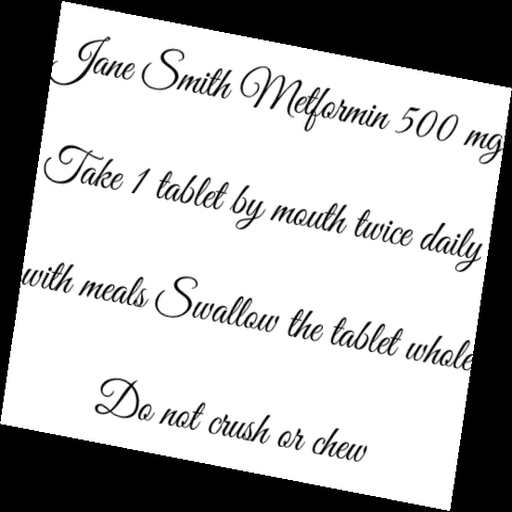 Jane Smith Metformin 500 mg
Take 1 tablet by mouth twice daily
with meals Swallow the tablet whole
Do not crush or chew